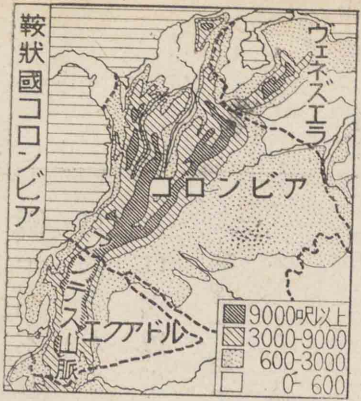 鞍狀國コロンビア
ヴェネズエラ
コロンビア
アンデス山脈
エクアドル
9000呎以上
3000-9000
600-3000
0-600